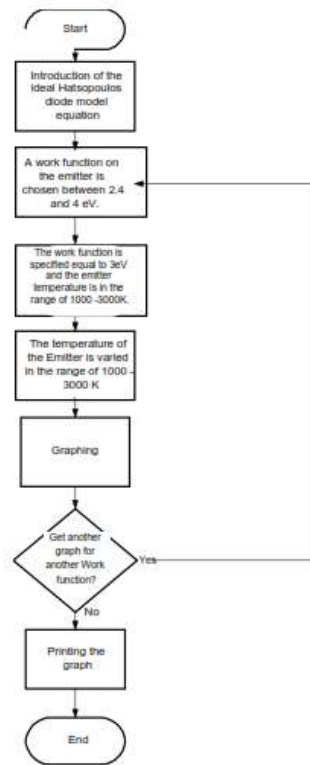 Start
Introduction of the
ideal Hatsopoulos
diode model
equation
A work function on
the emitter is
chosen between 2.4
and 4 eV.
The work function is
specified equal to 3eV
and the emitter
temperature is in the
range of 1000 -3000K.
The temperature of
the Emitter is varied
in the range of 1000 -
3000 K
Graphing
Get another
graph for
another Work
function?
Yes
No
Printing the
graph
End